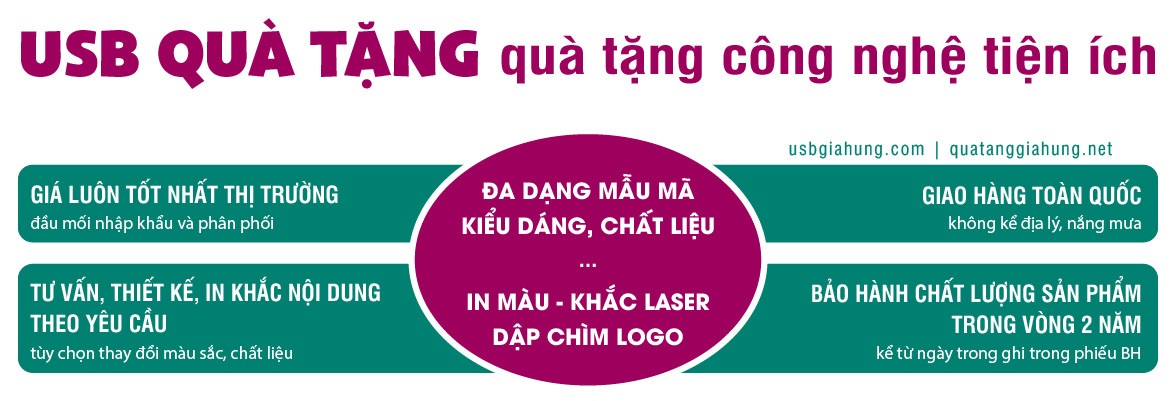 USB QUÀ TẶNG quà tặng công nghệ tiện ích
usbgiahung.com | quatanggiahung.net
GIÁ LUÔN TỐT NHẤT THỊ TRƯỜNG
đầu mối nhập khẩu và phân phối
TƯ VẤN, THIẾT KẾ, IN KHẮC NỘI DUNG
THEO YÊU CẦU
tùy chọn thay đổi màu sắc, chất liệu
ĐA DẠNG MẪU MÃ
KIỂU DÁNG, CHẤT LIỆU
...
IN MÀU - KHẮC LASER
DẬP CHÌM LOGO
GIAO HÀNG TOÀN QUỐC
không kể địa lý, nắng mưa
BẢO HÀNH CHẤT LƯỢNG SẢN PHẨM
TRONG VÒNG 2 NĂM
kể từ ngày trong ghi trong phiếu BH